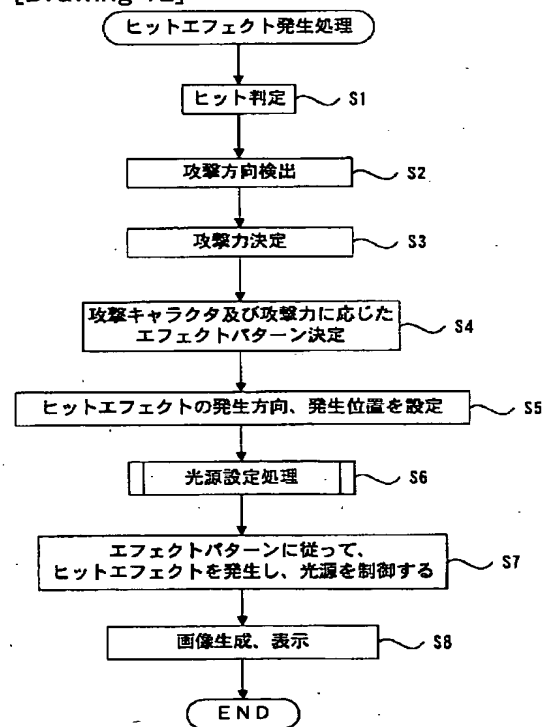 ヒットエフェクト発生処理
ヒット判定 S1
攻撃方向検出 S2
攻撃力決定 S3
攻撃キャラクタ及び攻撃力に応じた
エフェクトパターン決定 S4
ヒットエフェクトの発生方向、発生位置を設定 S5
光源設定処理 S6
エフェクトパターンに従って、
ヒットエフェクトを発生し、光源を制御する S7
画像生成、表示 S8
END